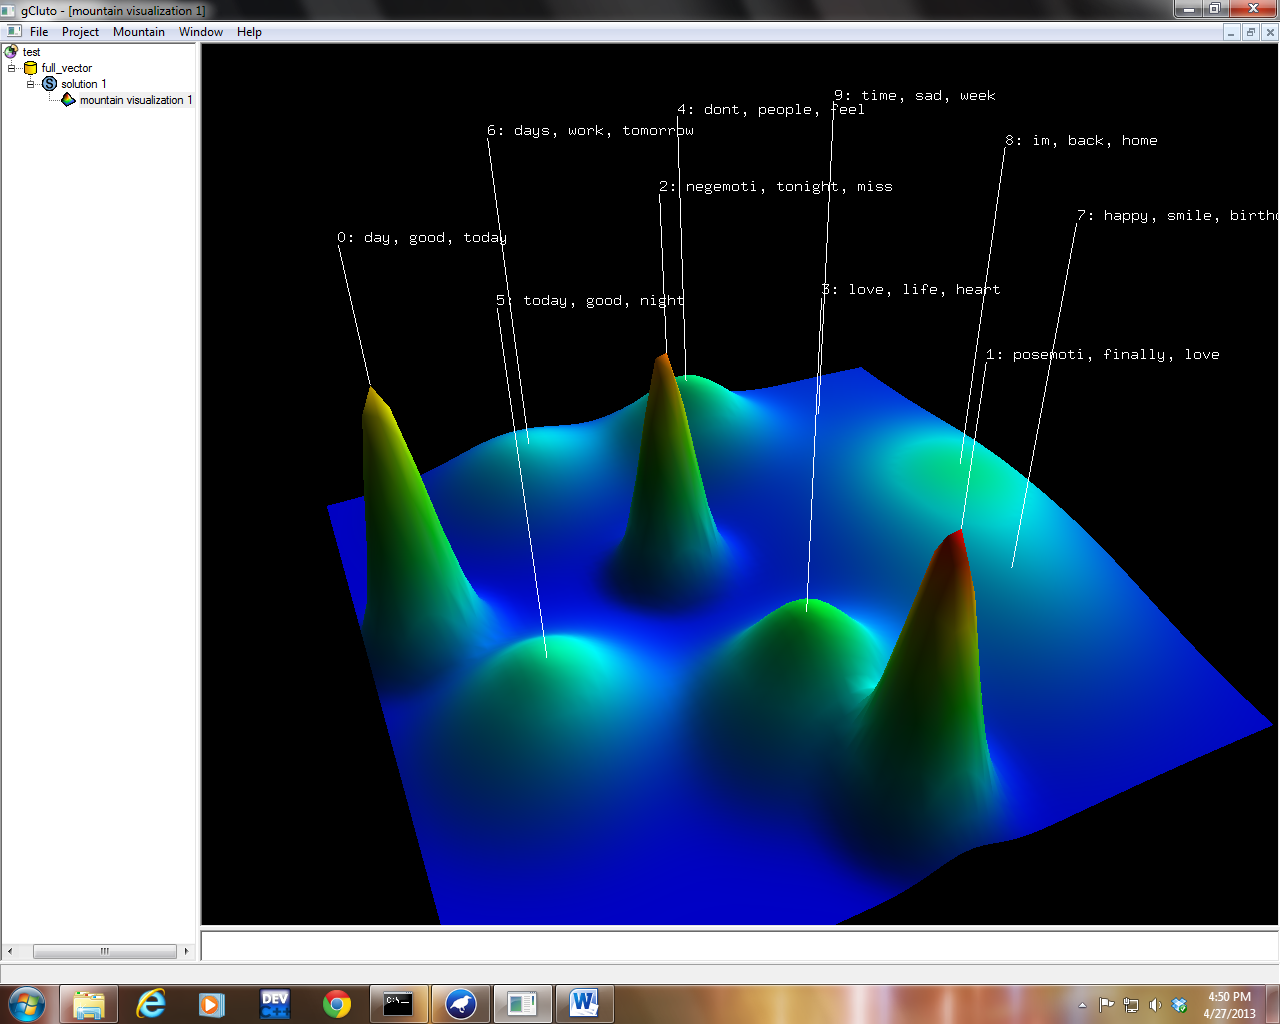 gCluto - [mountain visualization 1]
File Project Mountain Window Help
test
full_vector
S solution 1
mountain visualization 1
9: time, sad, week
4: dont, people, feel
6: days, work, tomorrow
8: im, back, home
2: negemoti, tonight, miss
7: happy, smile,
0: day, good, today
3: love, life, heart
5: today, good, night
1: posemoti, finally, love
DEV C++
C:\
W
4:50 PM
4/27/2013